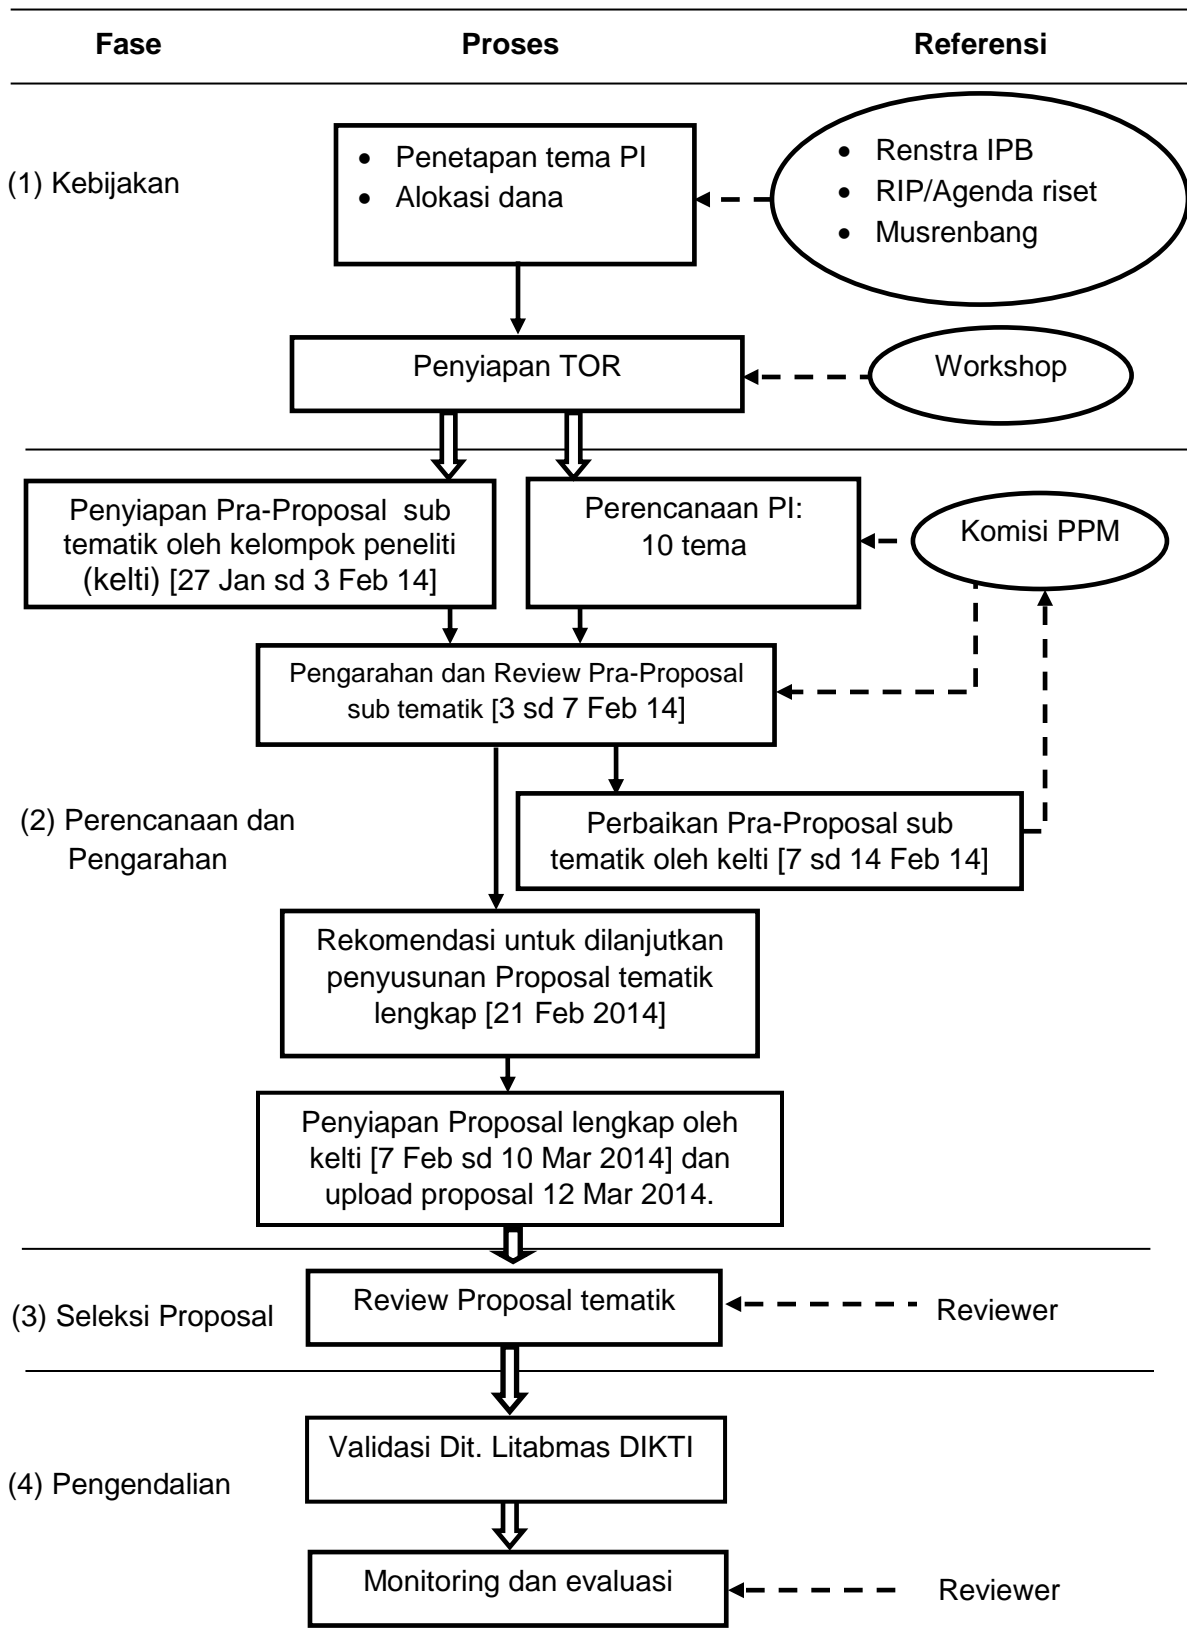 Fase Proses Referensi
(1) Kebijakan
• Penetapan tema PI
• Alokasi dana
• Renstra IPB
• RIP/Agenda riset
• Musrenbang
Penyiapan TOR
Workshop
Penyiapan Pra-Proposal sub
tematik oleh kelompok peneliti
(kelti) [27 Jan sd 3 Feb 14]
Perencanaan PI:
10 tema
Komisi PPM
Pengarahan dan Review Pra-Proposal
sub tematik [3 sd 7 Feb 14]
(2) Perencanaan dan
Pengarahan
Perbaikan Pra-Proposal sub
tematik oleh kelti [7 sd 14 Feb 14]
Rekomendasi untuk dilanjutkan
penyusunan Proposal tematik
lengkap [21 Feb 2014]
Penyiapan Proposal lengkap oleh
kelti [7 Feb sd 10 Mar 2014] dan
upload proposal 12 Mar 2014.
(3) Seleksi Proposal
Review Proposal tematik
Reviewer
(4) Pengendalian
Validasi Dit. Litabmas DIKTI
Monitoring dan evaluasi
Reviewer